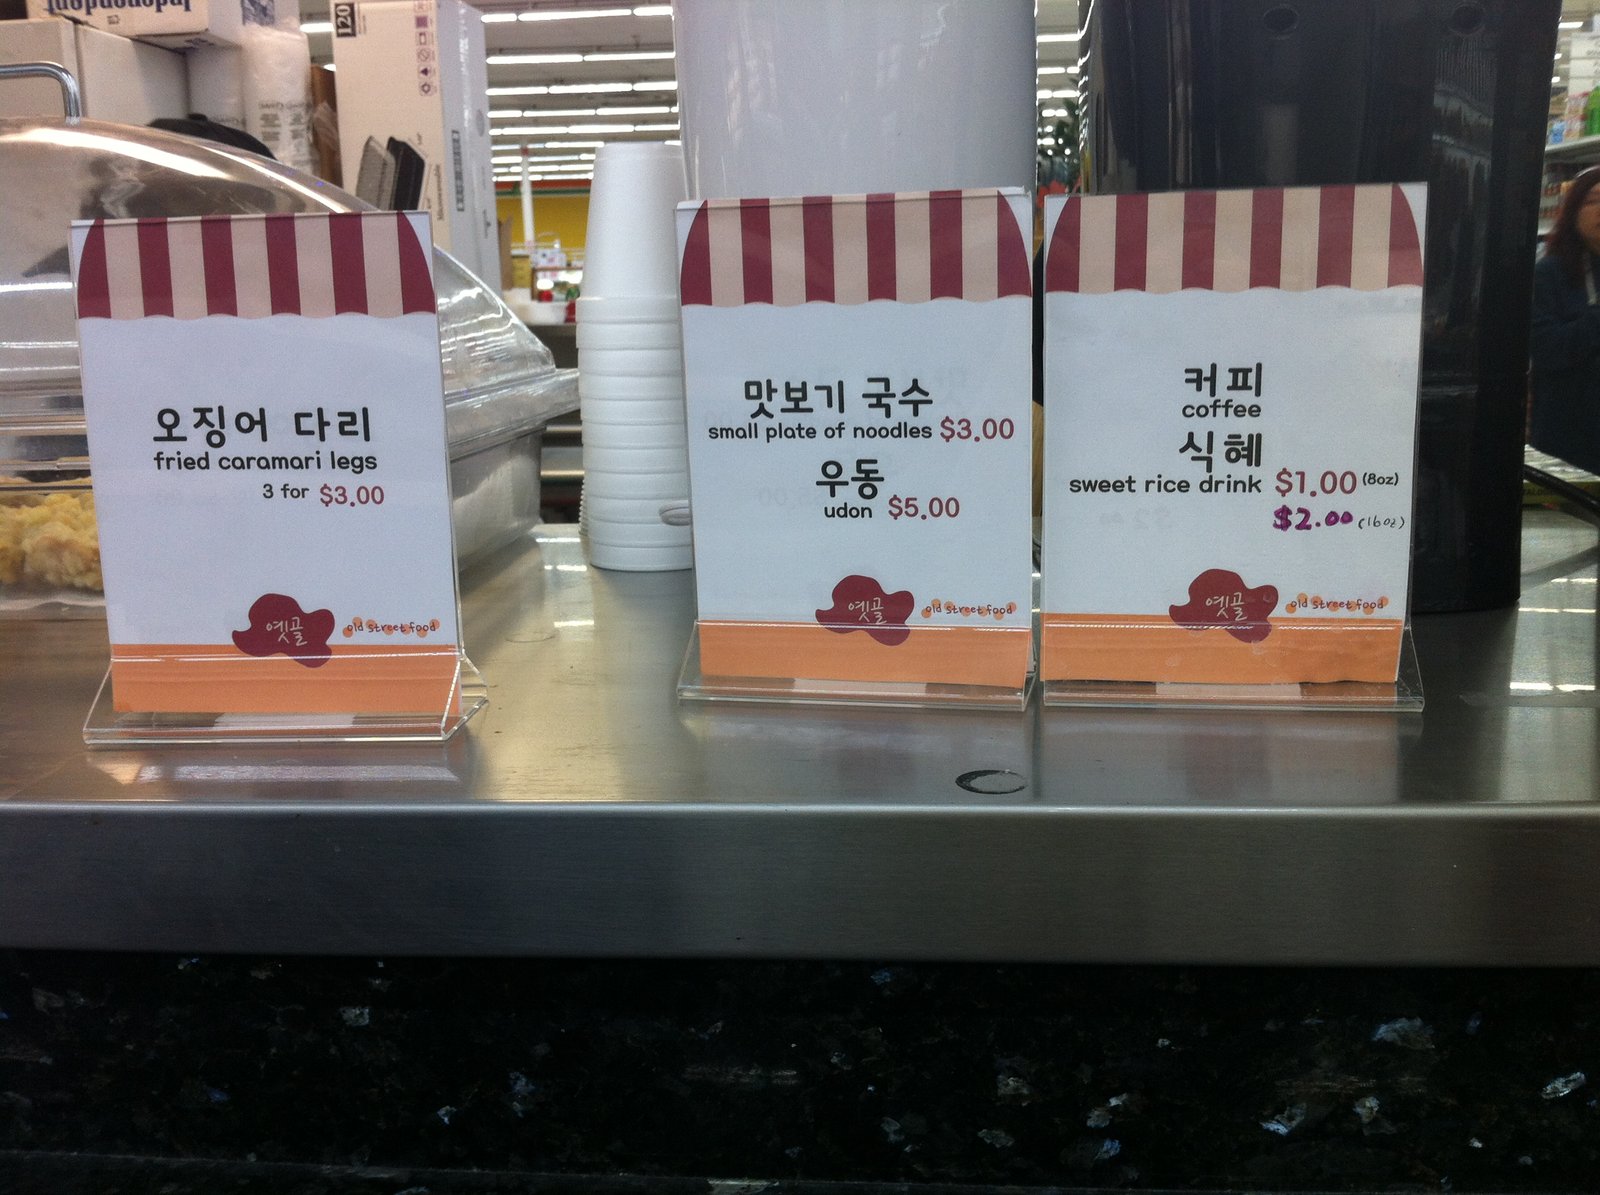 Independent
120
오징어 다리
fried caramari legs
3 for $3.00
옛골
old street food
맛보기 국수
small plate of noodles $3.00
우동
udon $5.00
옛골
old street food
커피
coffee
식혜
sweet rice drink $1.00 (8oz)
$2.00 (16oz)
옛골
old street food